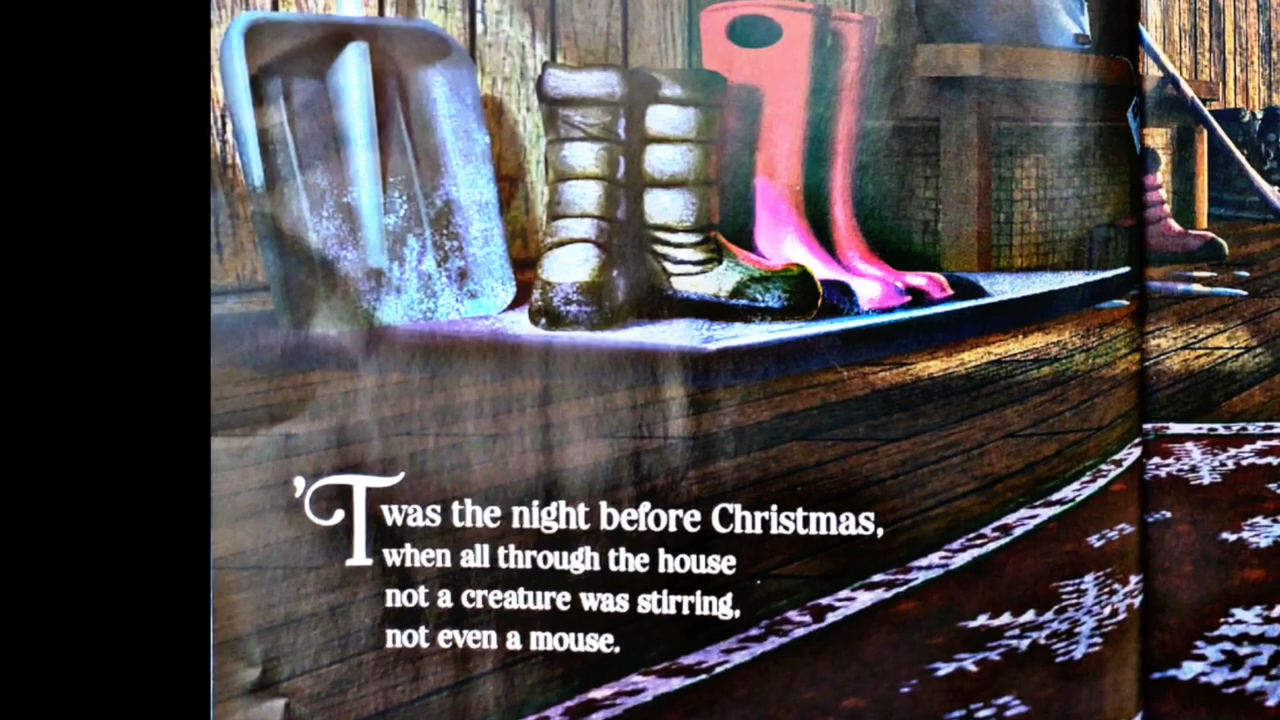 'Twas the night before Christmas,
when all through the house
not a creature was stirring,
not even a mouse.